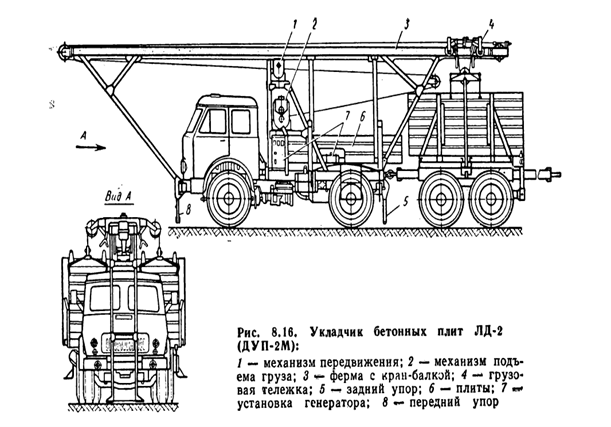 1 2 3 4
А
7 6
8
5
Вид А
Рис. 8.16. Укладчик бетонных плит ЛД-2
(ДУП-2М):
1 — механизм передвижения; 2 — механизм подъ-
ема груза; 3 — ферма с кран-балкой; 4 — грузо-
вая тележка; 5 — задний упор; 6 — плиты; 7 —
установка генератора; 8 — передний упор